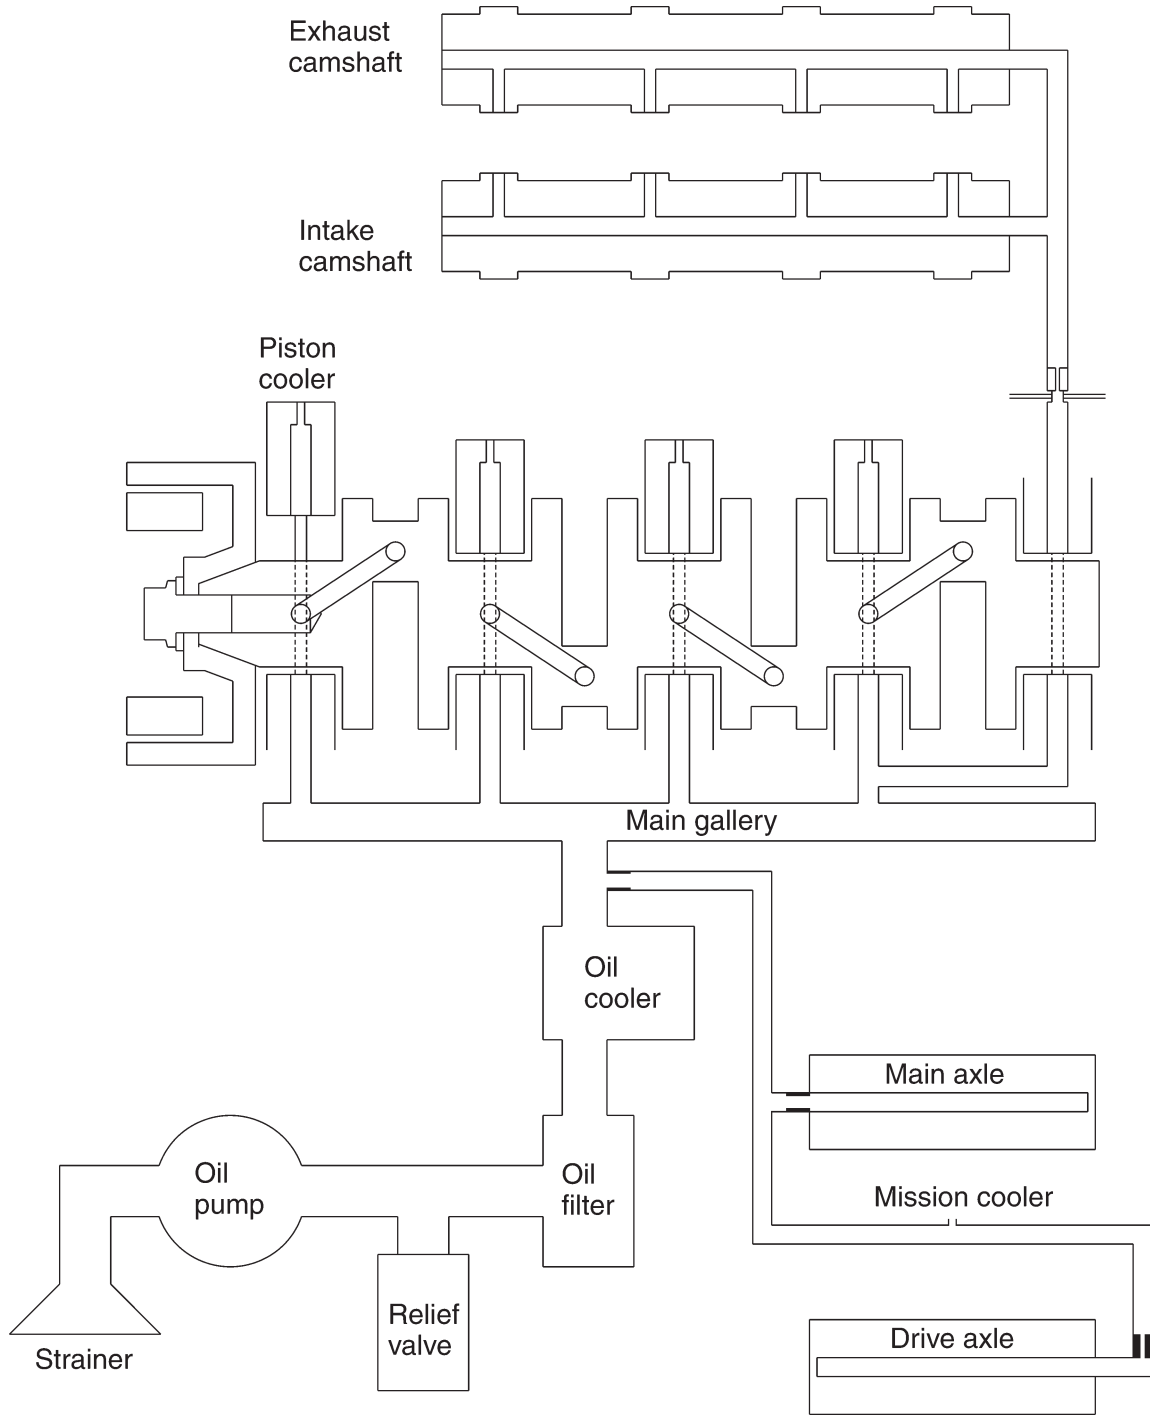 Exhaust
camshaft
Intake
camshaft
Piston
cooler
Main gallery
Oil
cooler
Main axle
Oil
pump
Oil
filter
Mission cooler
Relief
valve
Drive axle
Strainer